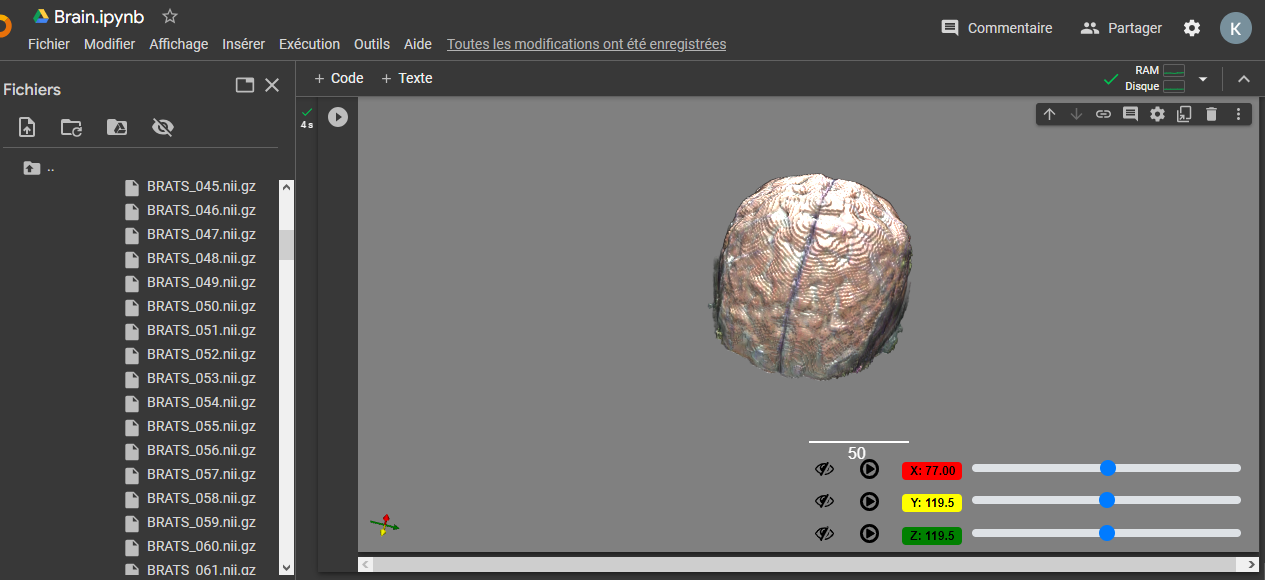 Brain.ipynb
Fichier Modifier Affichage Insérer Exécution Outils Aide Toutes les modifications ont été enregistrées
Commentaire Partager K
Fichiers
+ Code + Texte
RAM
Disque
4 s
..
BRATS_045.nii.gz
BRATS_046.nii.gz
BRATS_047.nii.gz
BRATS_048.nii.gz
BRATS_049.nii.gz
BRATS_050.nii.gz
BRATS_051.nii.gz
BRATS_052.nii.gz
BRATS_053.nii.gz
BRATS_054.nii.gz
BRATS_055.nii.gz
BRATS_056.nii.gz
BRATS_057.nii.gz
BRATS_058.nii.gz
BRATS_059.nii.gz
BRATS_060.nii.gz
BRATS_061.nii.gz
50
X: 77.00
Y: 119.5
Z: 119.5